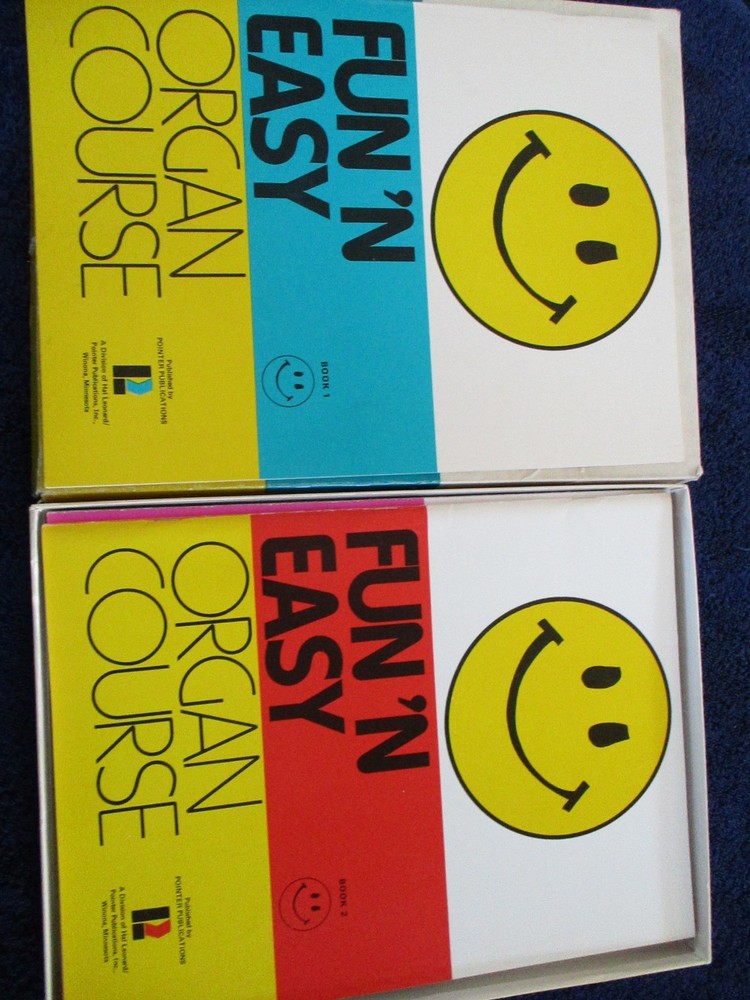 FUN 'N
EASY
BOOK 1
ORGAN
COURSE
Published by
POINTER PUBLICATIONS
A Division of Hal Leonard/
Pointer Publications, Inc.,
Winona, Minnesota
FUN 'N
EASY
BOOK 2
ORGAN
COURSE
Published by
POINTER PUBLICATIONS
A Division of Hal Leonard/
Pointer Publications, Inc.,
Winona, Minnesota